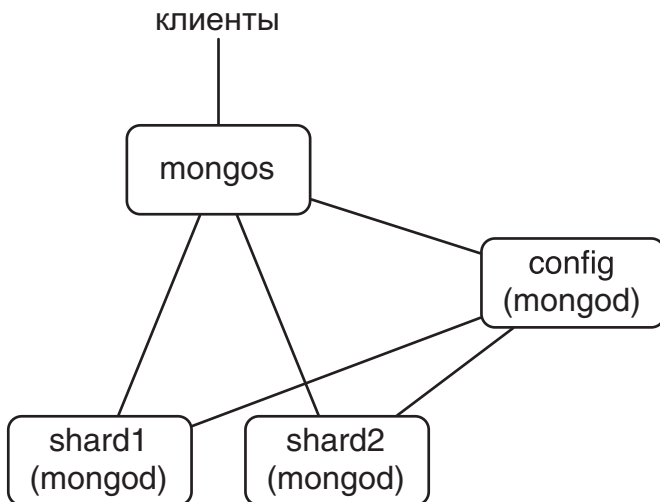 клиенты
mongos
config
(mongod)
shard1
(mongod)
shard2
(mongod)